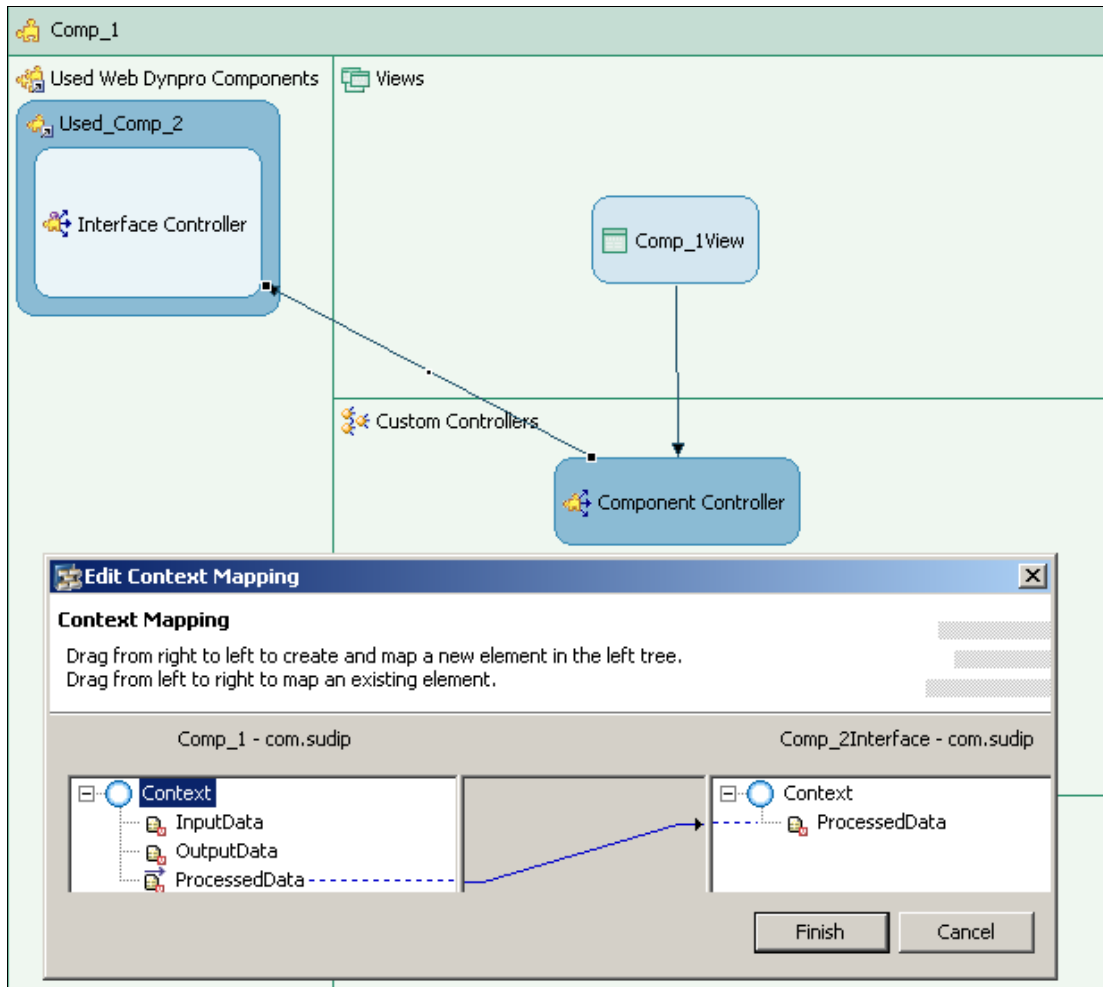 Comp_1
Used Web Dynpro Components
Views
Used_Comp_2
Interface Controller
Comp_1View
Custom Controllers
Component Controller
Edit Context Mapping
Context Mapping
Drag from right to left to create and map a new element in the left tree.
Drag from left to right to map an existing element.
Comp_1 - com.sudip
Comp_2Interface - com.sudip
Context
InputData
OutputData
ProcessedData
Context
ProcessedData
Finish
Cancel